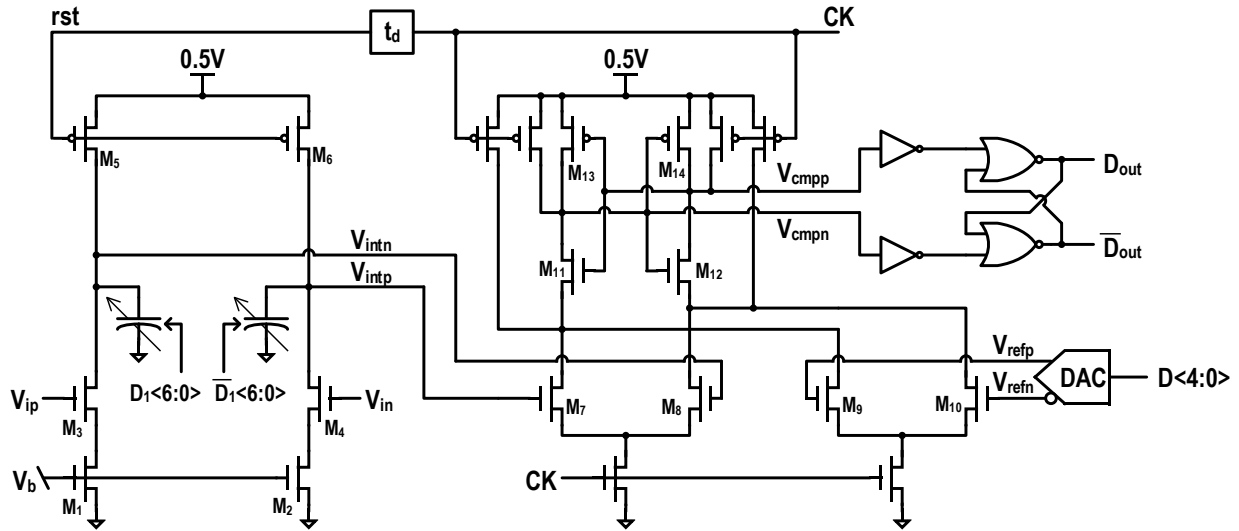 rst
t_d
CK
0.5V
0.5V
M₅
M₆
M₁₃
M₁₄
V_cmpp
D_out
V_intn
V_cmpn
V_intp
M₁₁
M₁₂
D̅_out
D₁<6:0>
D̅₁<6:0>
V_refp
DAC
D<4:0>
V_refn
V_ip
V_in
M₃
M₄
M₇
M₈
M₉
M₁₀
V_b
CK
M₁
M₂